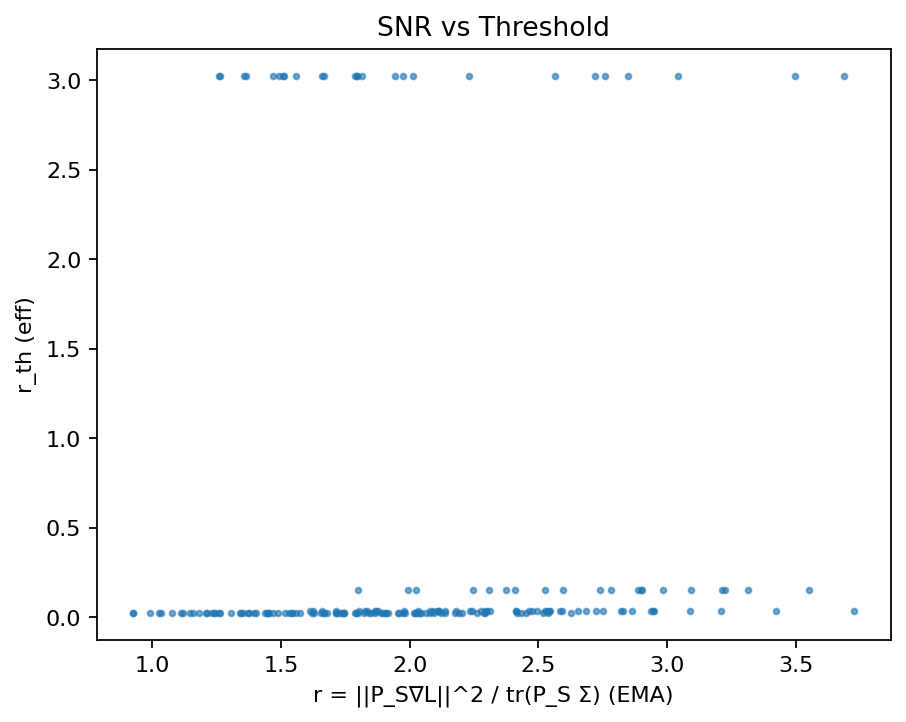 SNR vs Threshold
3.0
2.5
2.0
1.5
1.0
0.5
0.0
r_th (eff)
1.0 1.5 2.0 2.5 3.0 3.5
r = ||P_S∇L||^2 / tr(P_S Σ) (EMA)